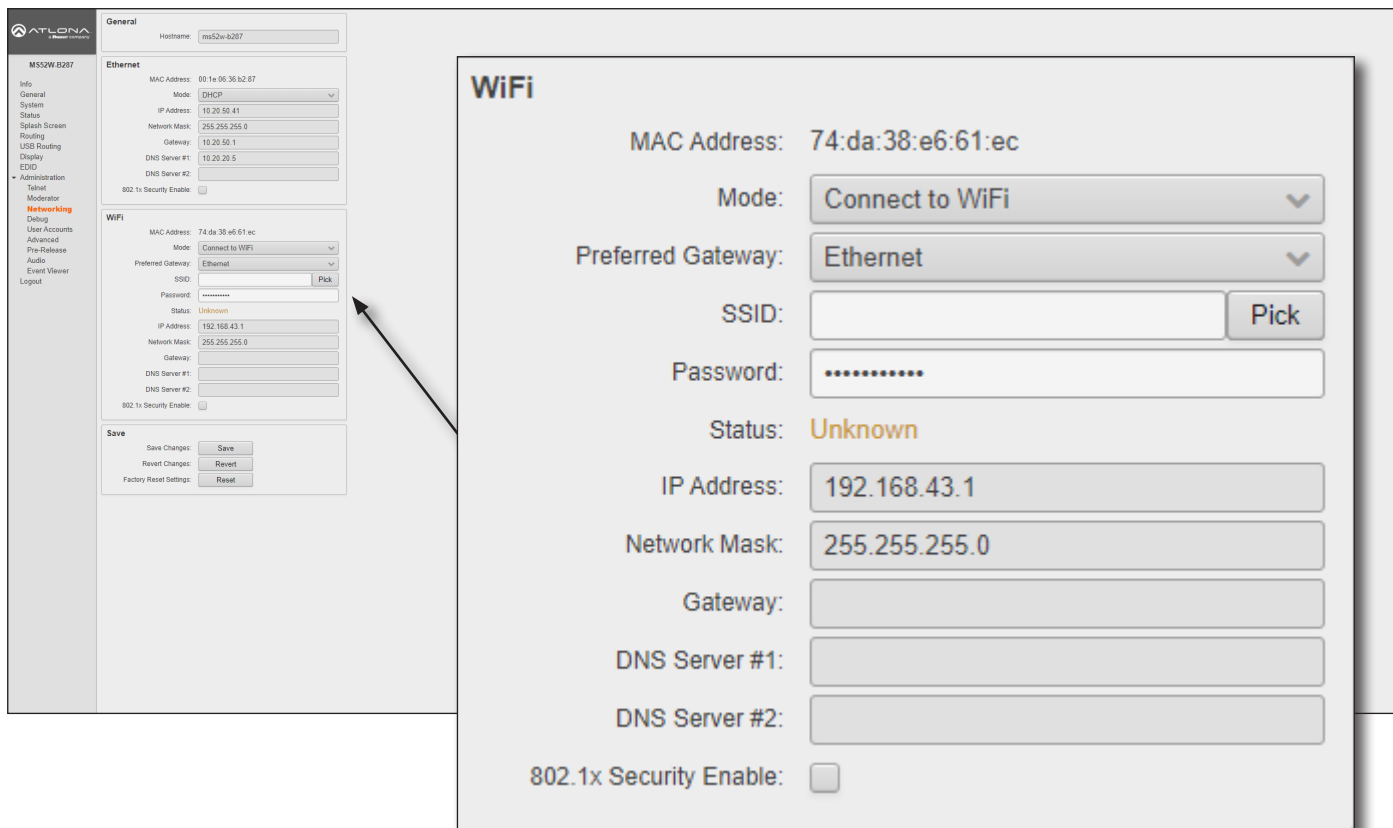 ATLONA
a Panduit company
MS52W-B287
Info
General
System
Status
Splash Screen
Routing
USB Routing
Display
EDID
Administration
Telnet
Moderator
Networking
Debug
User Accounts
Advanced
Pre-Release
Audio
Event Viewer
Logout
General
Hostname: ms52w-b287
Ethernet
MAC Address: 00:1e:06:36:b2:87
Mode: DHCP
IP Address: 10.20.50.41
Network Mask: 255.255.255.0
Gateway: 10.20.50.1
DNS Server #1: 10.20.20.5
DNS Server #2:
802.1x Security Enable:
WiFi
MAC Address: 74:da:38:e6:61:ec
Mode: Connect to WiFi
Preferred Gateway: Ethernet
SSID: Pick
Password: •••••••••••
Status: Unknown
IP Address: 192.168.43.1
Network Mask: 255.255.255.0
Gateway:
DNS Server #1:
DNS Server #2:
802.1x Security Enable:
Save
Save Changes: Save
Revert Changes: Revert
Factory Reset Settings: Reset
WiFi
MAC Address: 74:da:38:e6:61:ec
Mode: Connect to WiFi
Preferred Gateway: Ethernet
SSID: Pick
Password: •••••••••••
Status: Unknown
IP Address: 192.168.43.1
Network Mask: 255.255.255.0
Gateway:
DNS Server #1:
DNS Server #2:
802.1x Security Enable: